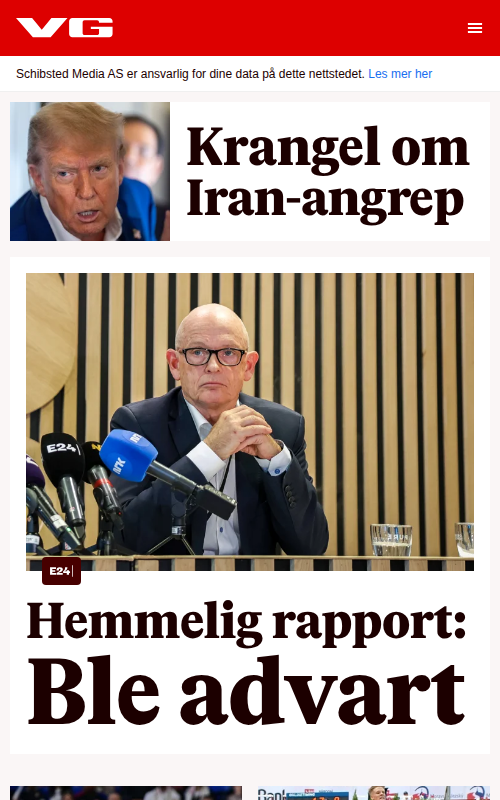 VG
Schibsted Media AS er ansvarlig for dine data på dette nettstedet. Les mer her
Krangel om
Iran-angrep
E24
NRK
E24
Hemmelig rapport:
Ble advart